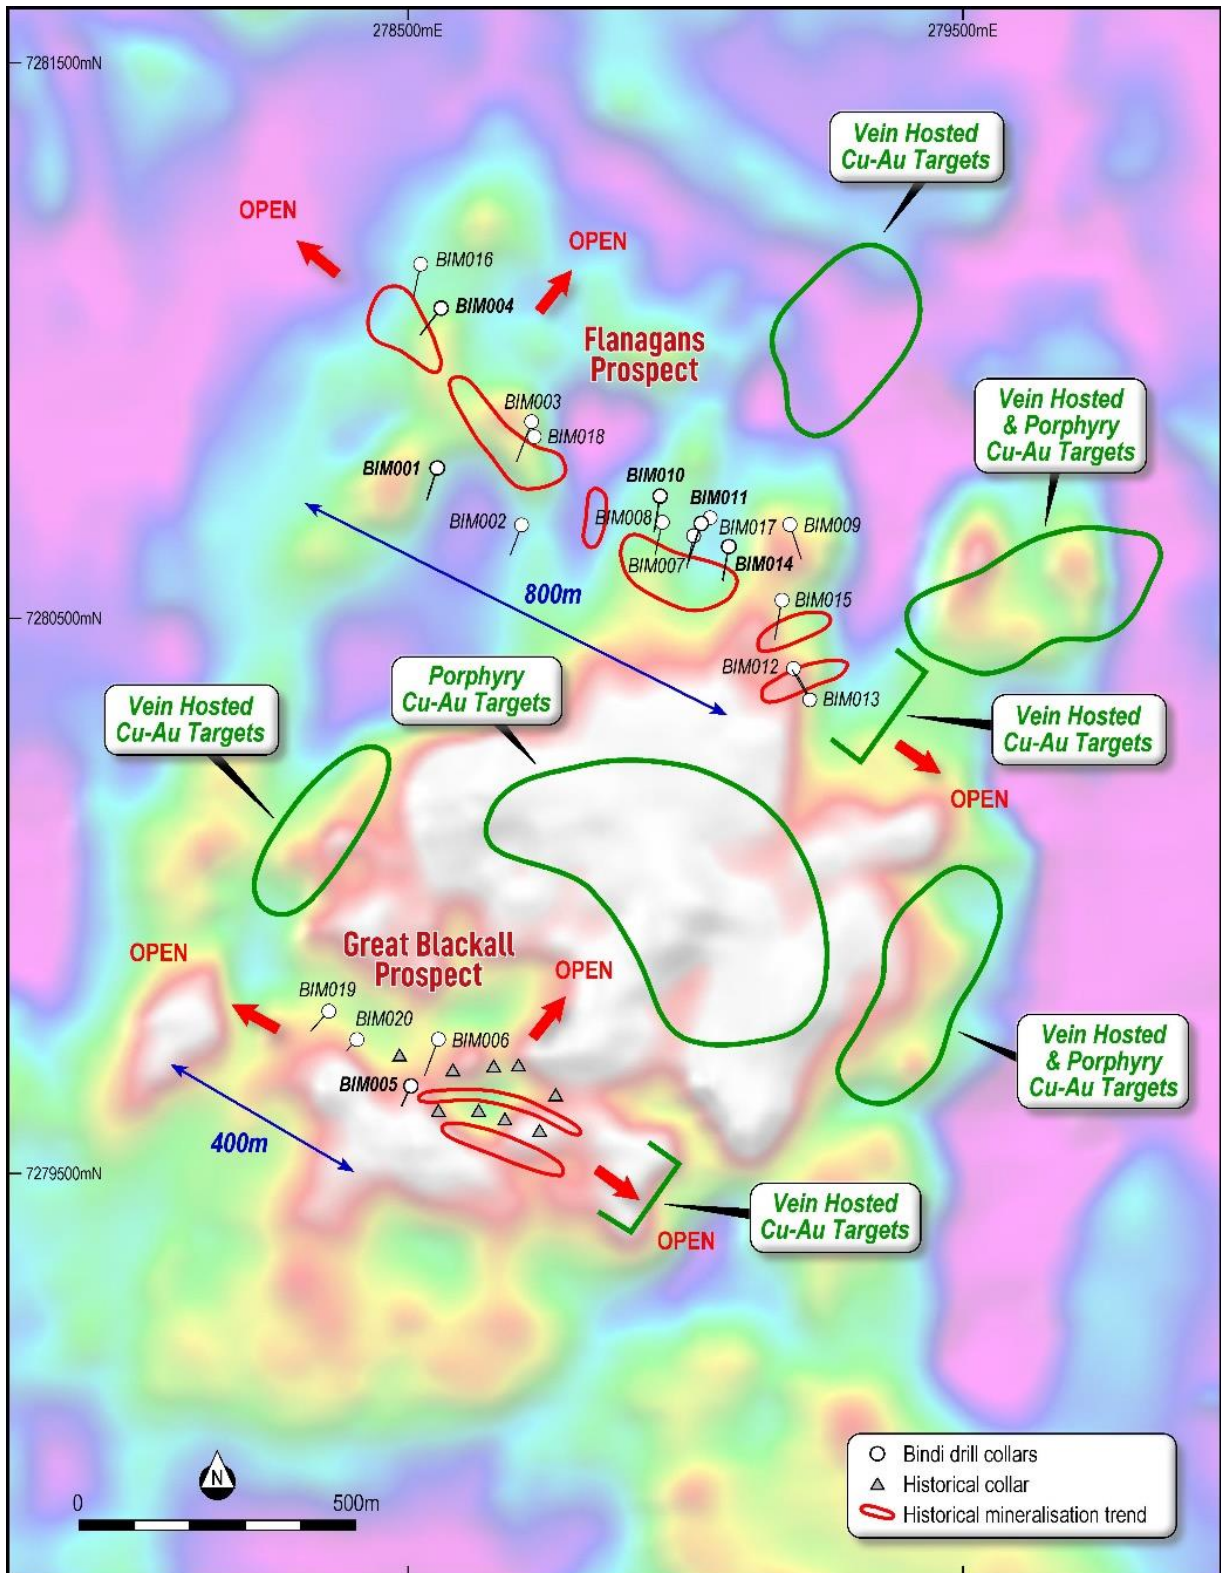 278500mE
279500mE
7281500mN
Vein Hosted
Cu-Au Targets
OPEN
OPEN
BIM016
BIM004
Flanagans
Prospect
Vein Hosted
& Porphyry
Cu-Au Targets
BIM003
BIM018
BIM001
BIM010
BIM011
BIM002
BIM008
BIM017
BIM009
BIM007
BIM014
800m
BIM015
7280500mN
BIM012
BIM013
Porphyry
Cu-Au Targets
Vein Hosted
Cu-Au Targets
Vein Hosted
Cu-Au Targets
OPEN
Great Blackall
Prospect
OPEN
OPEN
BIM019
BIM020
BIM006
BIM005
Vein Hosted
& Porphyry
Cu-Au Targets
400m
7279500mN
Vein Hosted
Cu-Au Targets
OPEN
N
0
500m
Bindi drill collars
Historical collar
Historical mineralisation trend